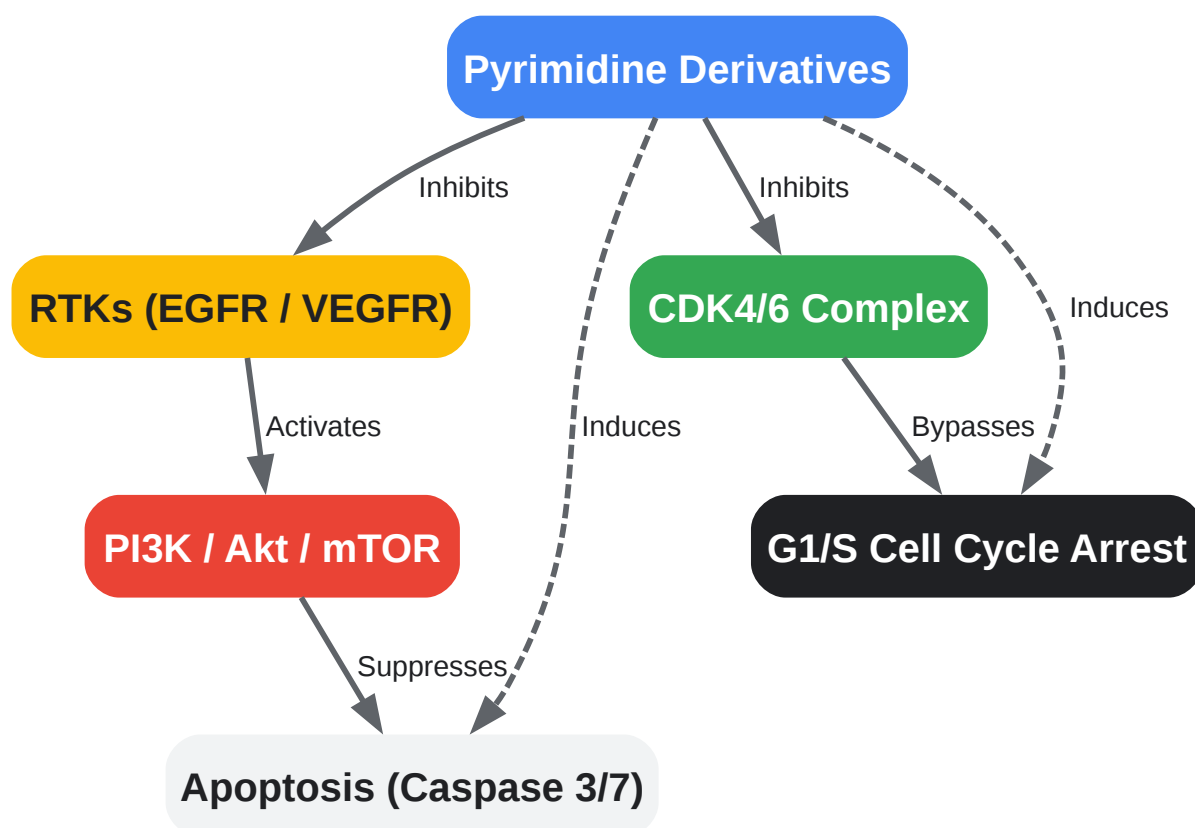 Pyrimidine Derivatives
Inhibits
Inhibits
RTKs (EGFR / VEGFR)
CDK4/6 Complex
Induces
Activates
Induces
Bypasses
PI3K / Akt / mTOR
G1/S Cell Cycle Arrest
Suppresses
Apoptosis (Caspase 3/7)